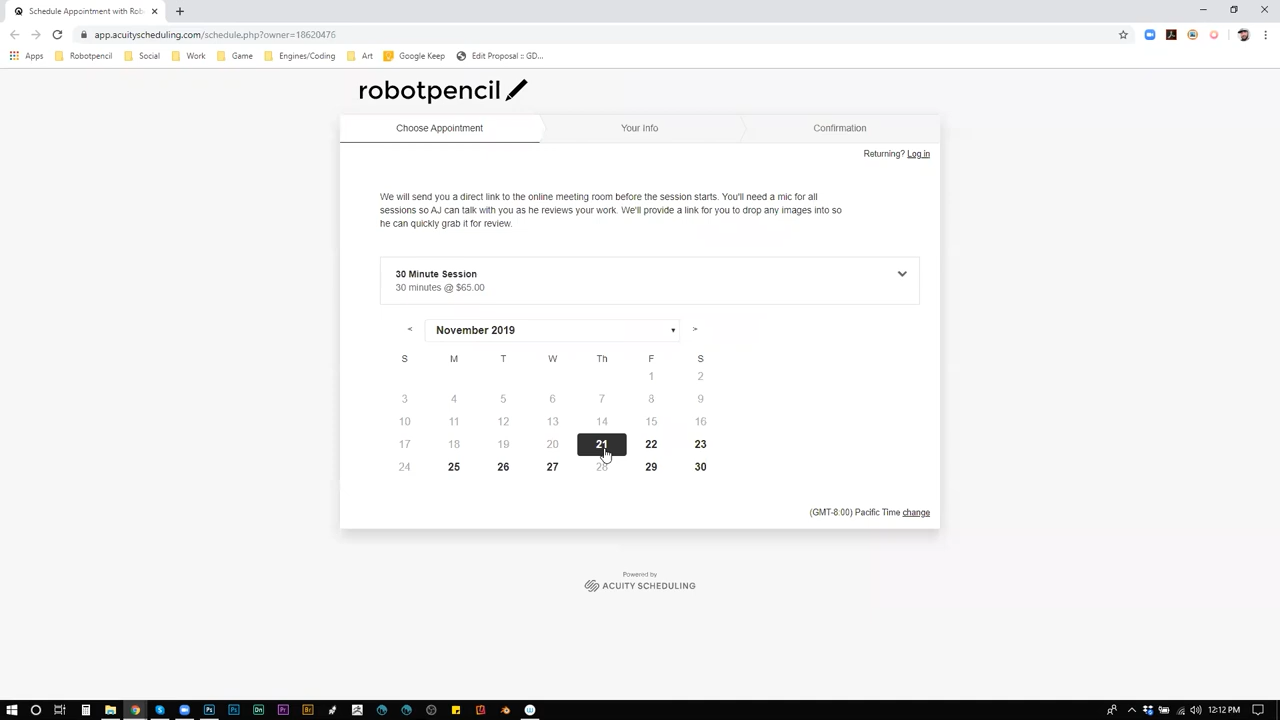 Schedule Appointment with Rob
app.acuityscheduling.com/schedule.php?owner=18620476
Apps Robotpencil Social Work Game Engines/Coding Art Google Keep Edit Proposal :: GD...
robotpencil
Choose Appointment Your Info Confirmation
Returning? Log in
We will send you a direct link to the online meeting room before the session starts. You'll need a mic for all
sessions so AJ can talk with you as he reviews your work. We'll provide a link for you to drop any images into so
he can quickly grab it for review.
30 Minute Session
30 minutes @ $65.00
< November 2019 >
S M T W Th F S
1 2
3 4 5 6 7 8 9
10 11 12 13 14 15 16
17 18 19 20 21 22 23
24 25 26 27 28 29 30
(GMT-8:00) Pacific Time change
Powered by
ACUITY SCHEDULING
12:12 PM